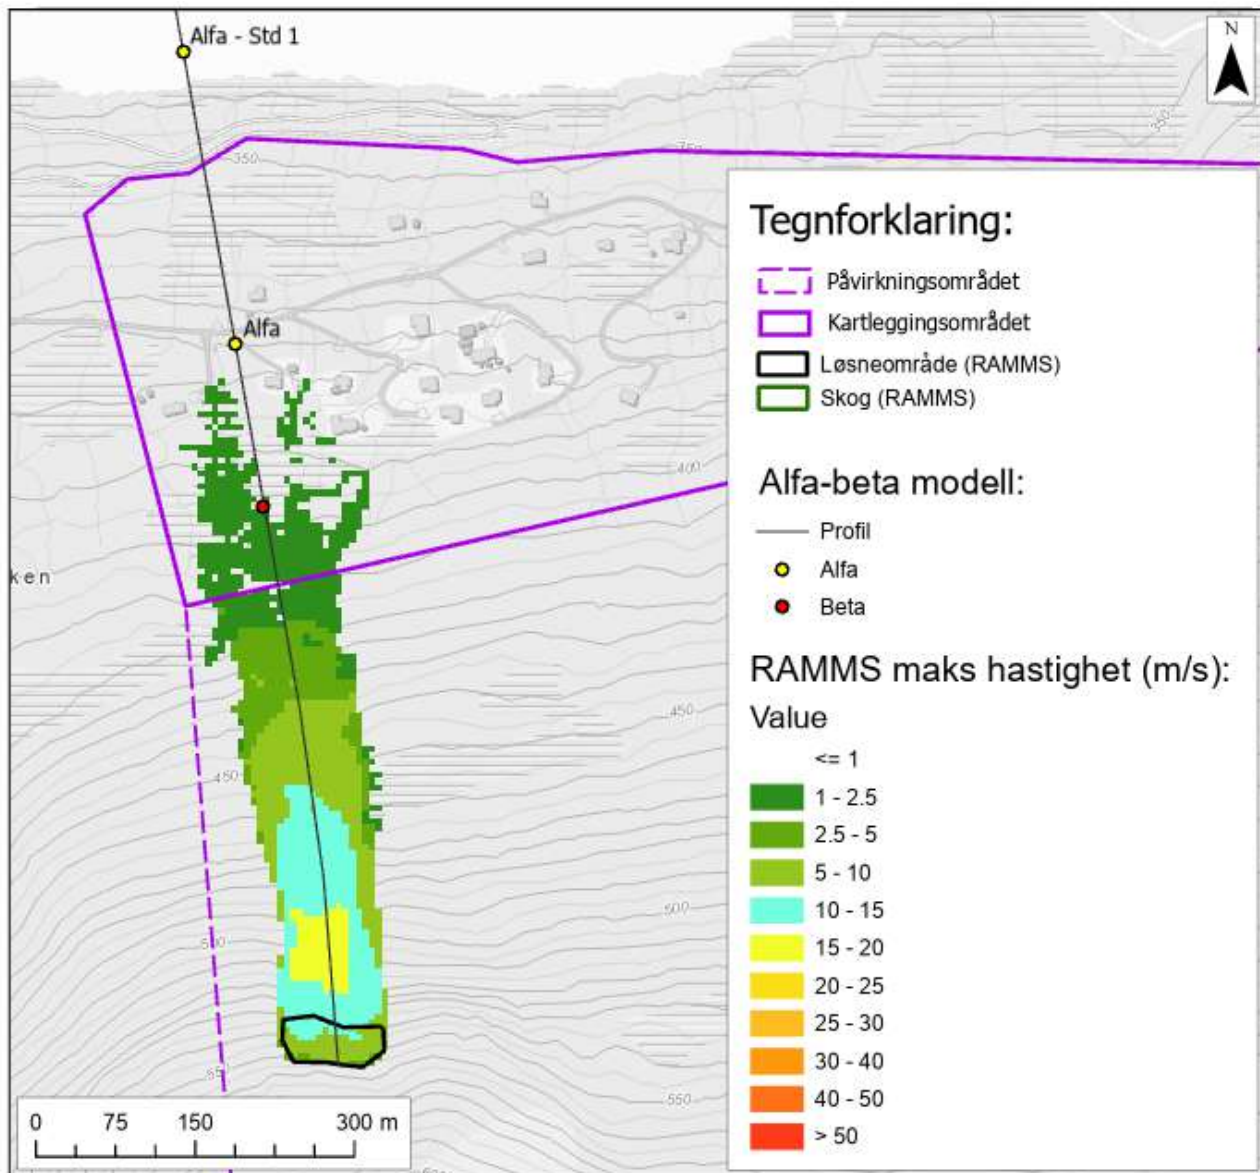 Alfa - Std 1
N
350
350
350
Tegnforklaring:
Påvirkningsområdet
Kartleggingsområdet
Løsneområde (RAMMS)
Skog (RAMMS)
Alfa
400
Alfa-beta modell:
Profil
Alfa
Beta
ken
RAMMS maks hastighet (m/s):
Value
450
450
<= 1
1 - 2.5
2.5 - 5
5 - 10
10 - 15
15 - 20
20 - 25
25 - 30
30 - 40
40 - 50
> 50
500
500
550
0 75 150 300 m